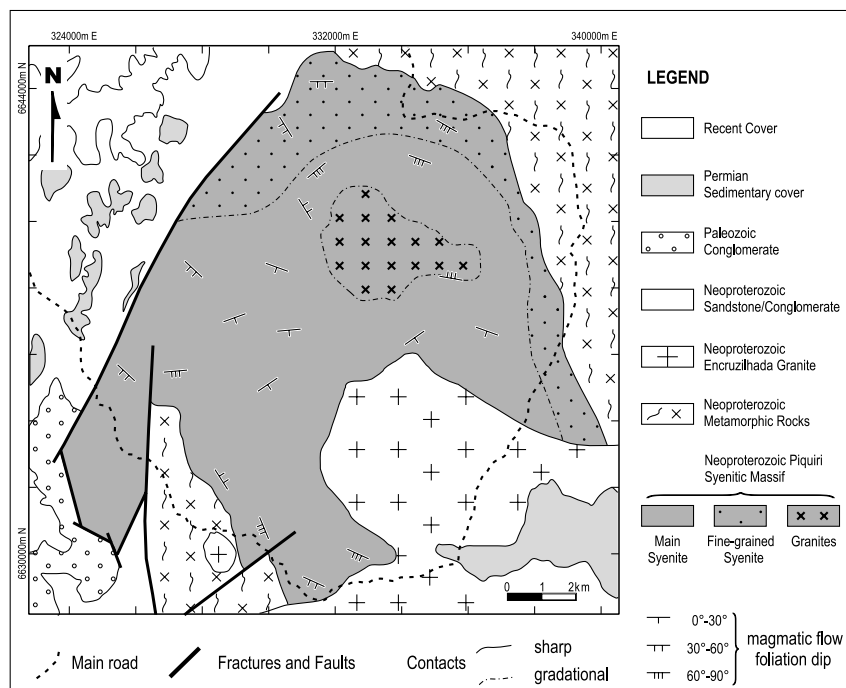 324000m E
332000m E
340000m E
6644000m N
N
6630000m N
0 1 2km
LEGEND
Recent Cover
Permian
Sedimentary cover
Paleozoic
Conglomerate
Neoproterozoic
Sandstone/Conglomerate
Neoproterozoic
Encruzilhada Granite
Neoproterozoic
Metamorphic Rocks
Neoproterozoic Piquiri
Syenitic Massif
Main
Syenite
Fine-grained
Syenite
Granites
0°-30°
30°-60°
60°-90°
magmatic flow
foliation dip
Main road
Fractures and Faults
Contacts
sharp
gradational